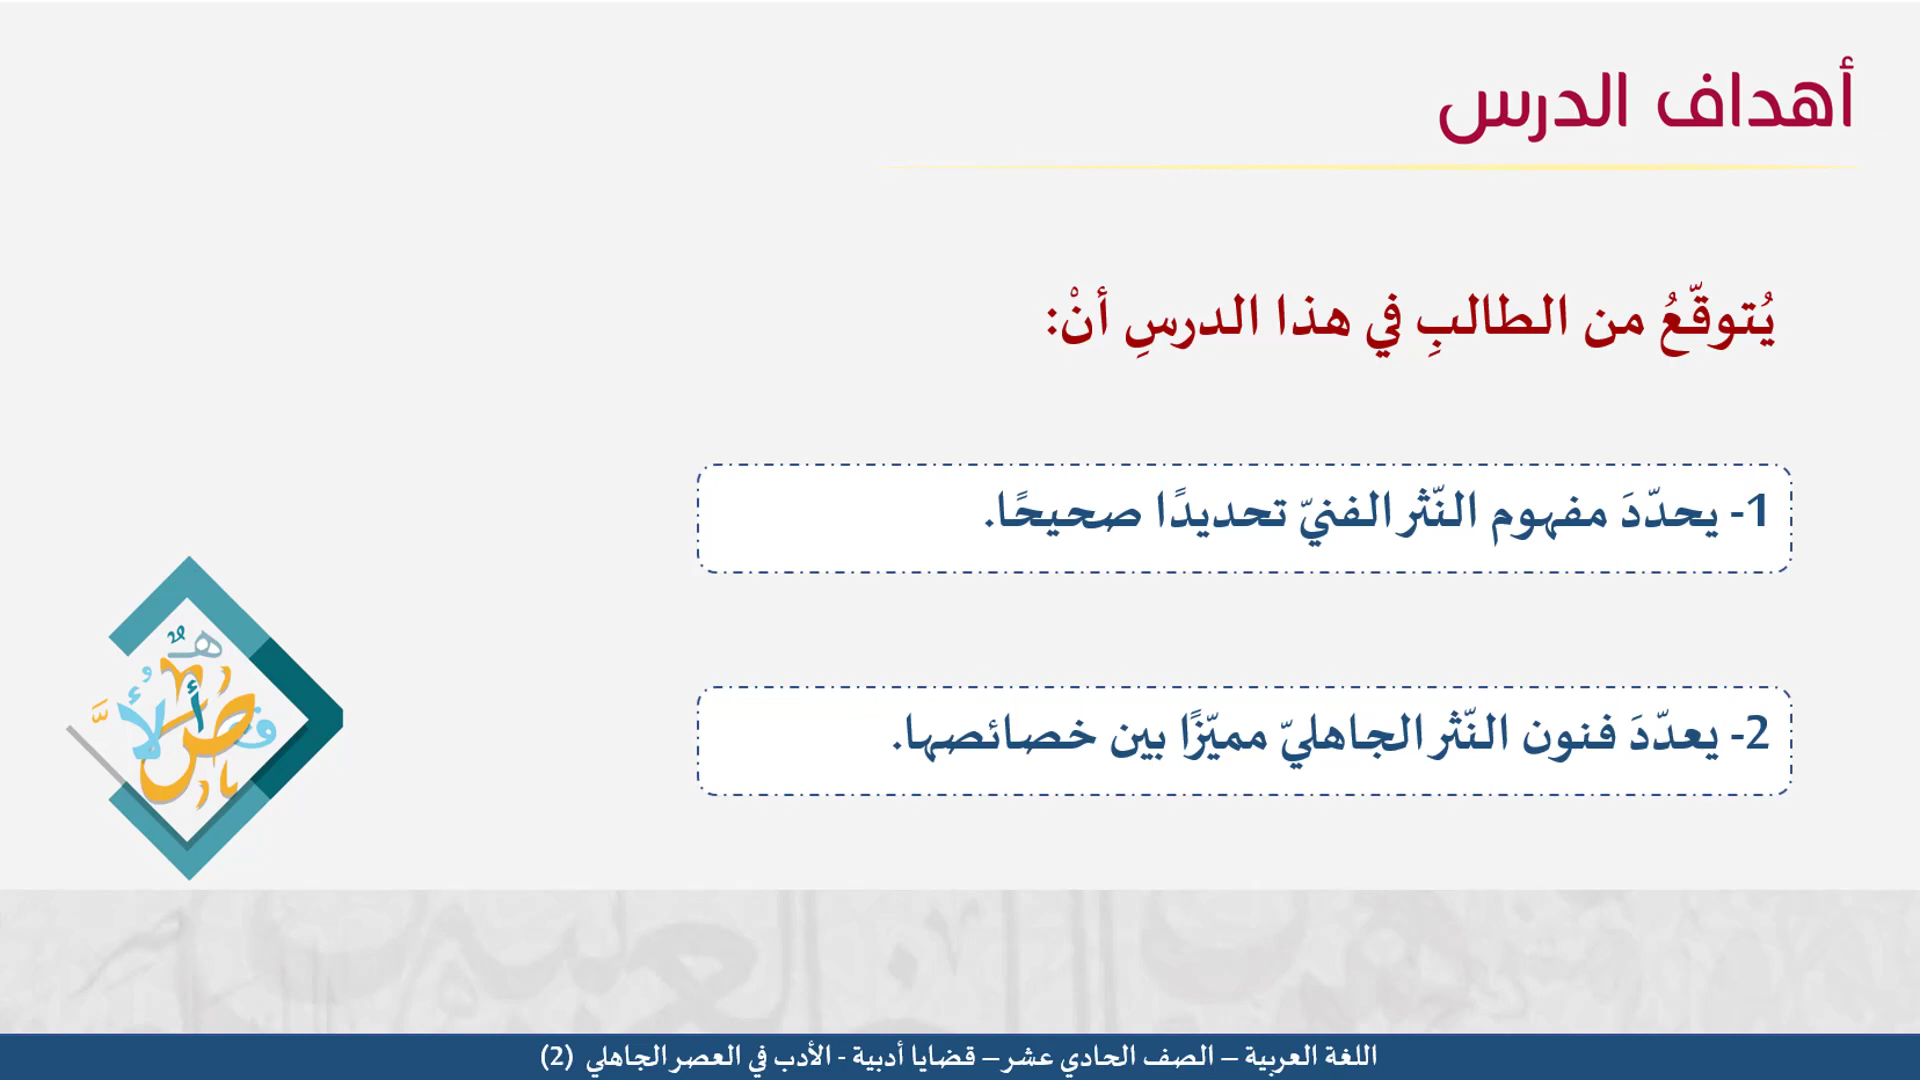 أهداف الدرس
يُتوقّعُ من الطالبِ في هذا الدرسِ أنْ:
1- يحدّدَ مفهوم النّثر الفنيّ تحديدًا صحيحًا.
2- يعدّدَ فنون النّثر الجاهليّ مميّزًا بين خصائصها.
اللغة العربية – الصف الحادي عشر – قضايا أدبية - الأدب في العصر الجاهلي (2)